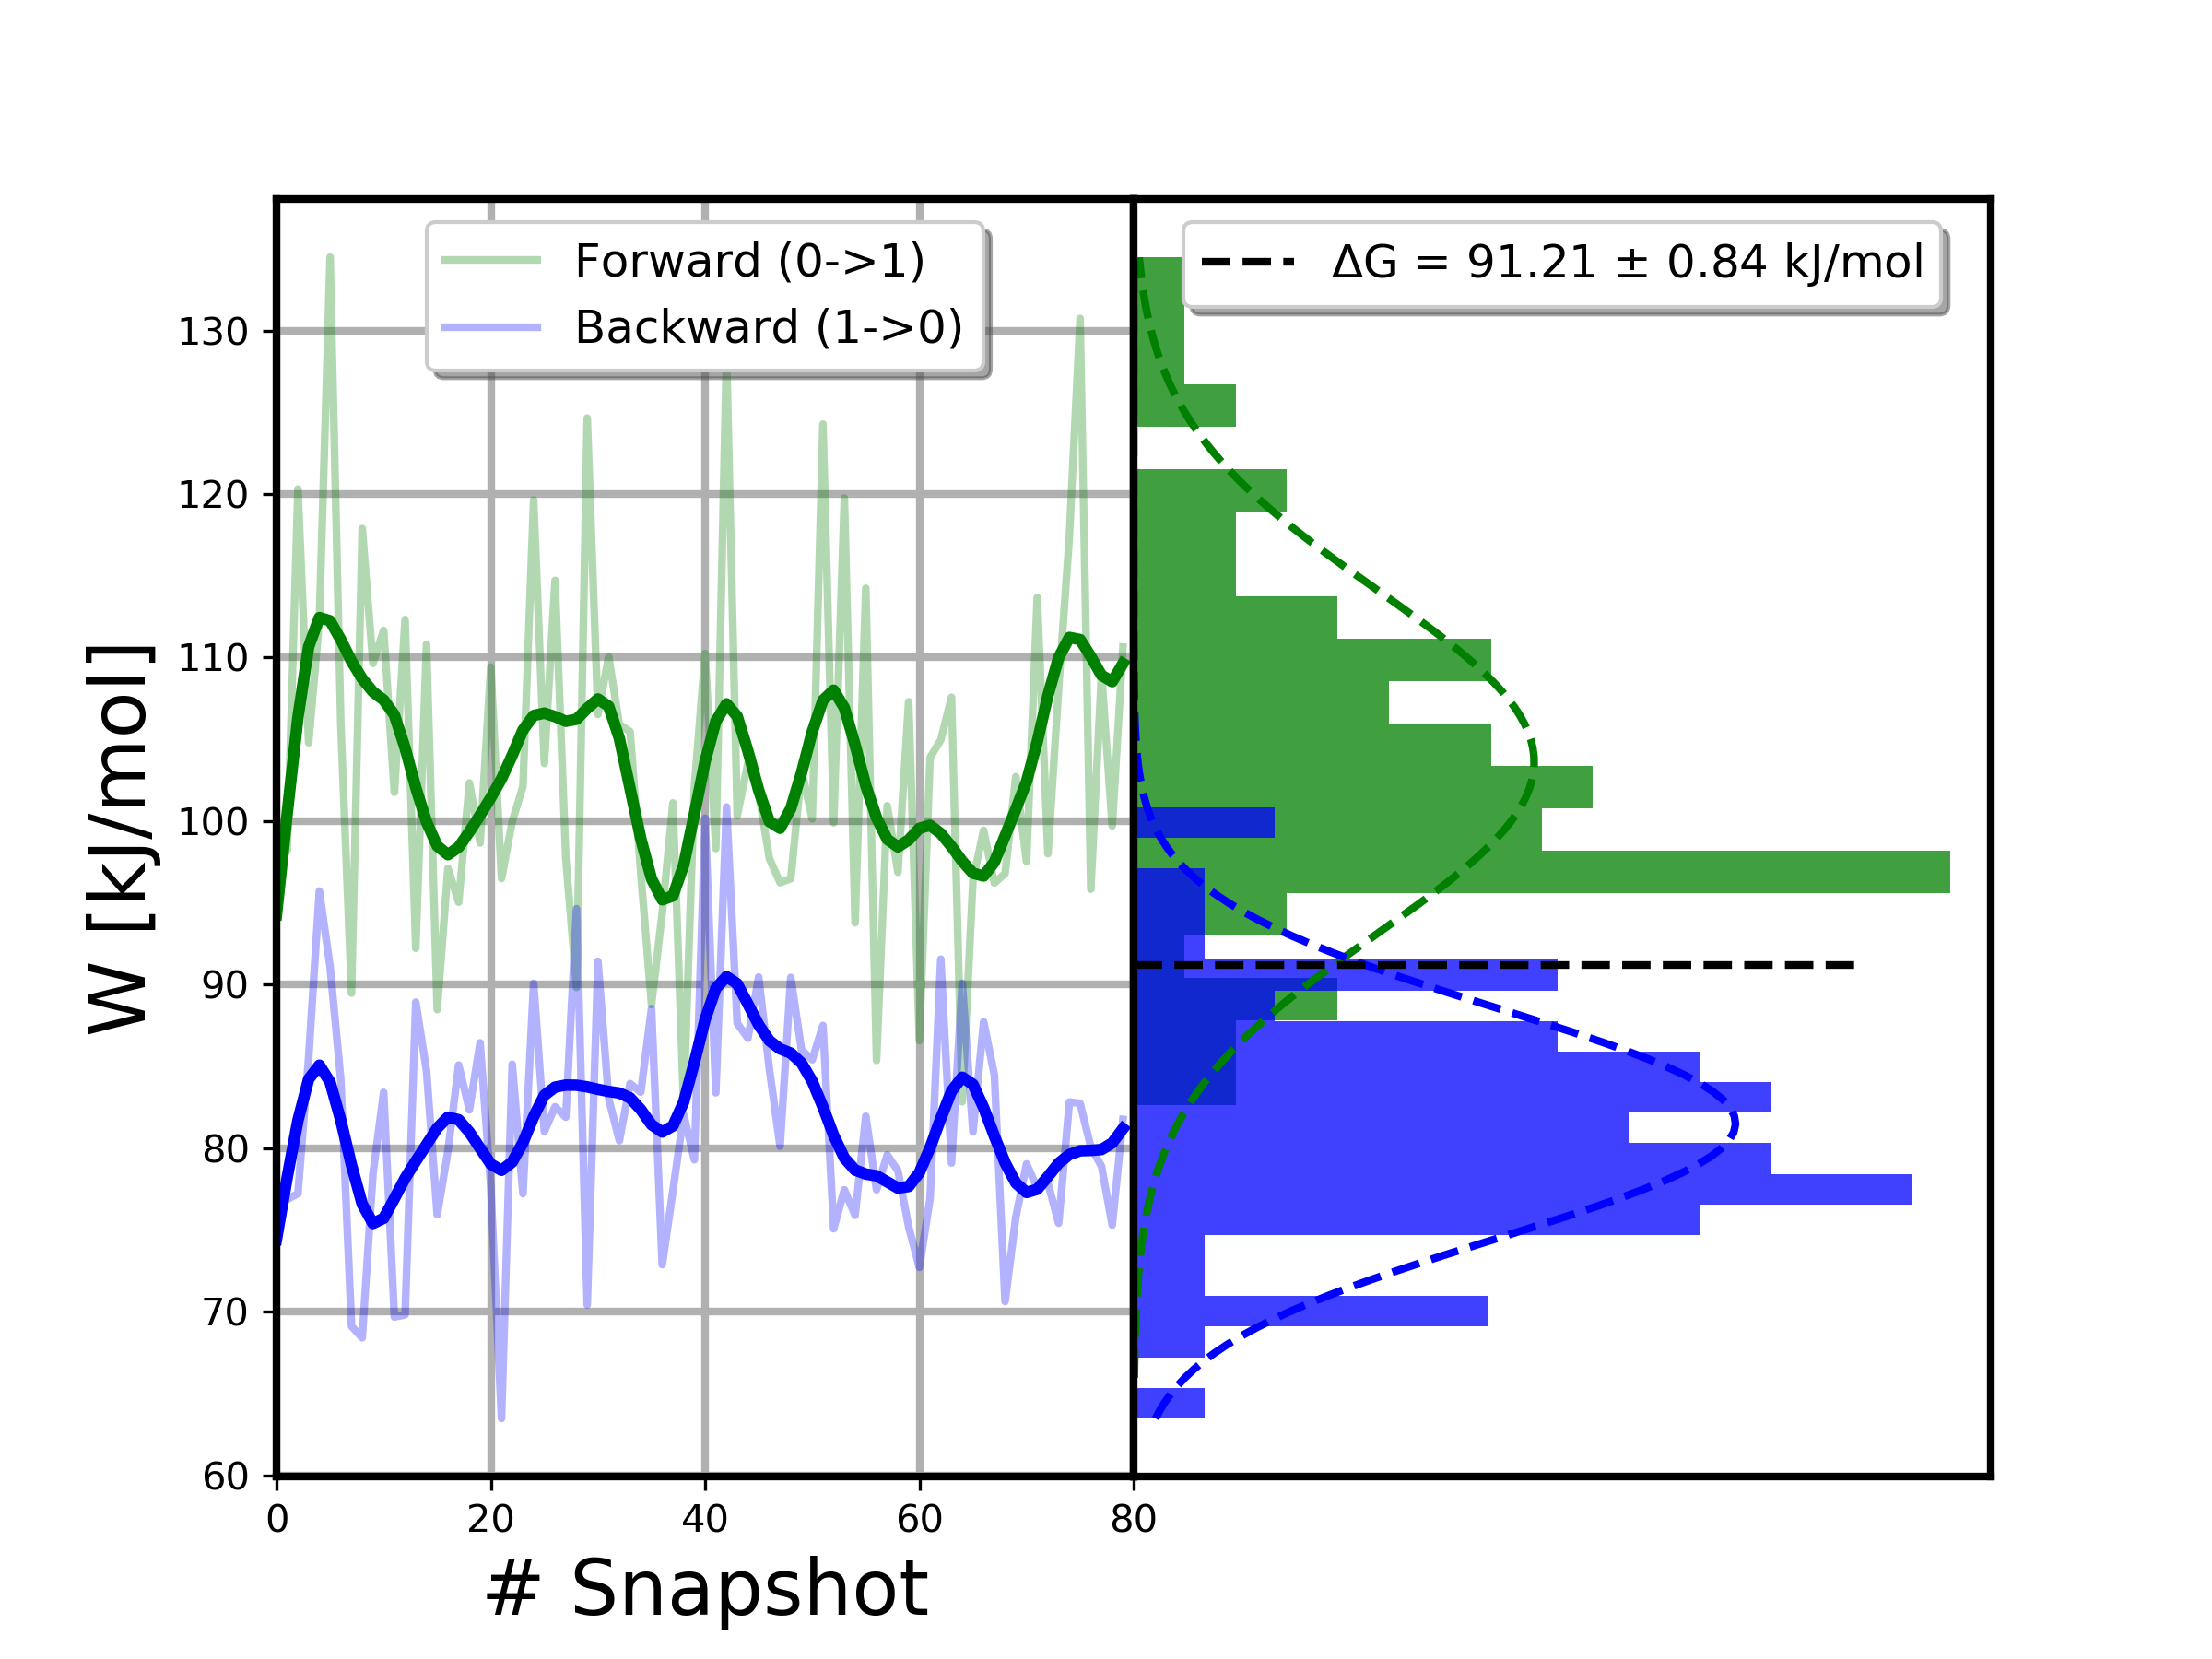 Forward (0->1)
Backward (1->0)
ΔG = 91.21 ± 0.84 kJ/mol
W [kJ/mol]
130
120
110
100
90
80
70
60
0 20 40 60 80
# Snapshot